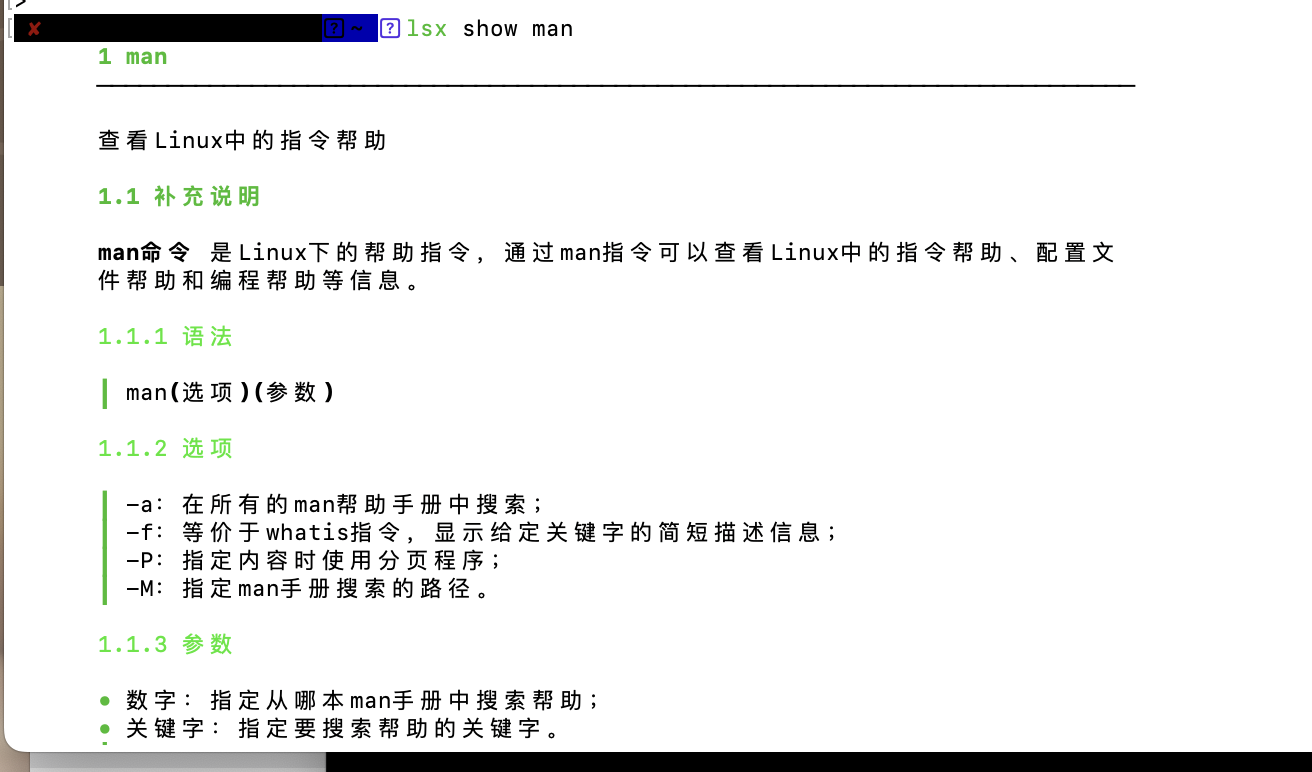 >
✘ ? ~ ? lsx show man
1 man
查看Linux中的指令帮助
1.1 补充说明
man命令 是Linux下的帮助指令，通过man指令可以查看Linux中的指令帮助、配置文
件帮助和编程帮助等信息。
1.1.1 语法
man(选项)(参数)
1.1.2 选项
-a：在所有的man帮助手册中搜索；
-f：等价于whatis指令，显示给定关键字的简短描述信息；
-P：指定内容时使用分页程序；
-M：指定man手册搜索的路径。
1.1.3 参数
• 数字：指定从哪本man手册中搜索帮助；
• 关键字：指定要搜索帮助的关键字。